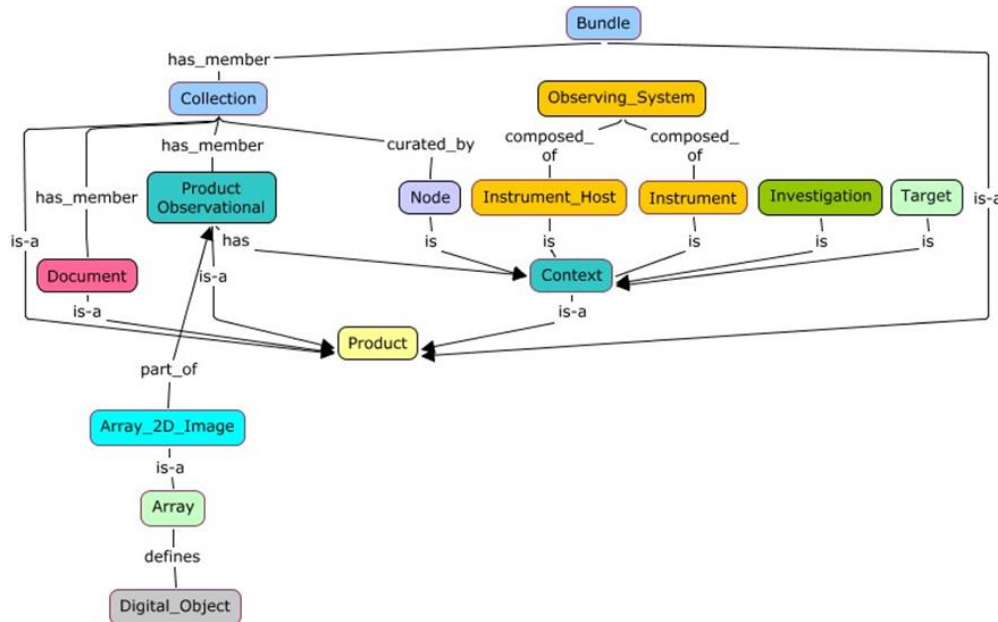 Bundle
has_member
Collection
Observing_System
has_member
curated_by
composed_
of
composed_
of
has_member
Product
Observational
Node
Instrument_Host
Instrument
Investigation
Target
is-a
is-a
has
is
is
is
is
is
Document
is-a
Context
is-a
is-a
Product
part_of
Array_2D_Image
is-a
Array
defines
Digital_Object